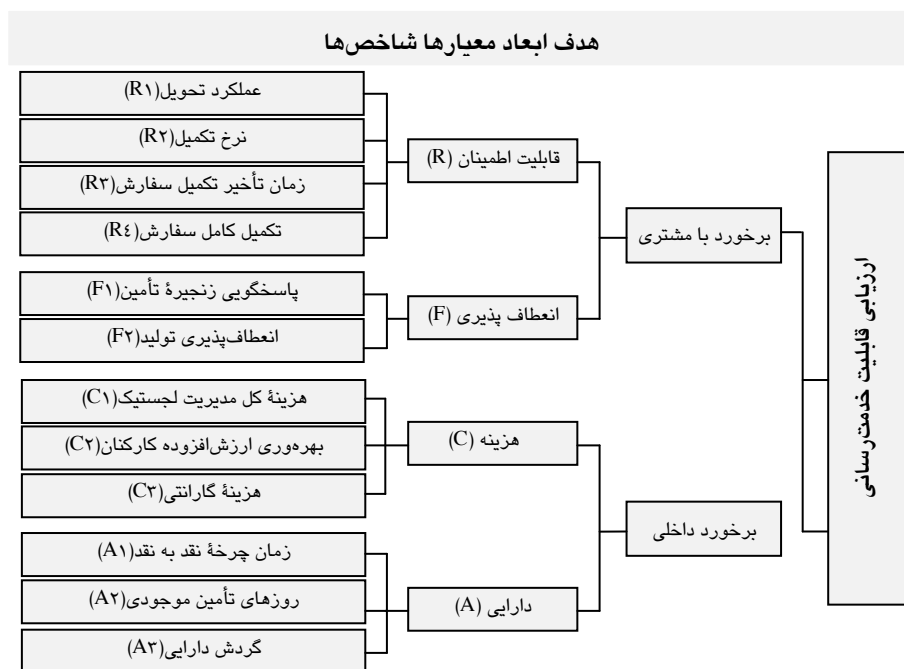 هدف ابعاد معیارها شاخص‌ها
ارزیابی قابلیت خدمت‌رسانی
برخورد با مشتری
قابلیت اطمینان (R)
عملکرد تحویل(R۱)
نرخ تکمیل(R۲)
زمان تأخیر تکمیل سفارش(R۳)
تکمیل کامل سفارش(R٤)
انعطاف پذیری (F)
پاسخگویی زنجیرهٔ تأمین(F۱)
انعطاف‌پذیری تولید(F۲)
برخورد داخلی
هزینه (C)
هزینهٔ کل مدیریت لجستیک(C۱)
بهره‌وری ارزش‌افزوده کارکنان(C۲)
هزینهٔ گارانتی(C۳)
دارایی (A)
زمان چرخهٔ نقد به نقد(A۱)
روزهای تأمین موجودی(A۲)
گردش دارایی(A۳)